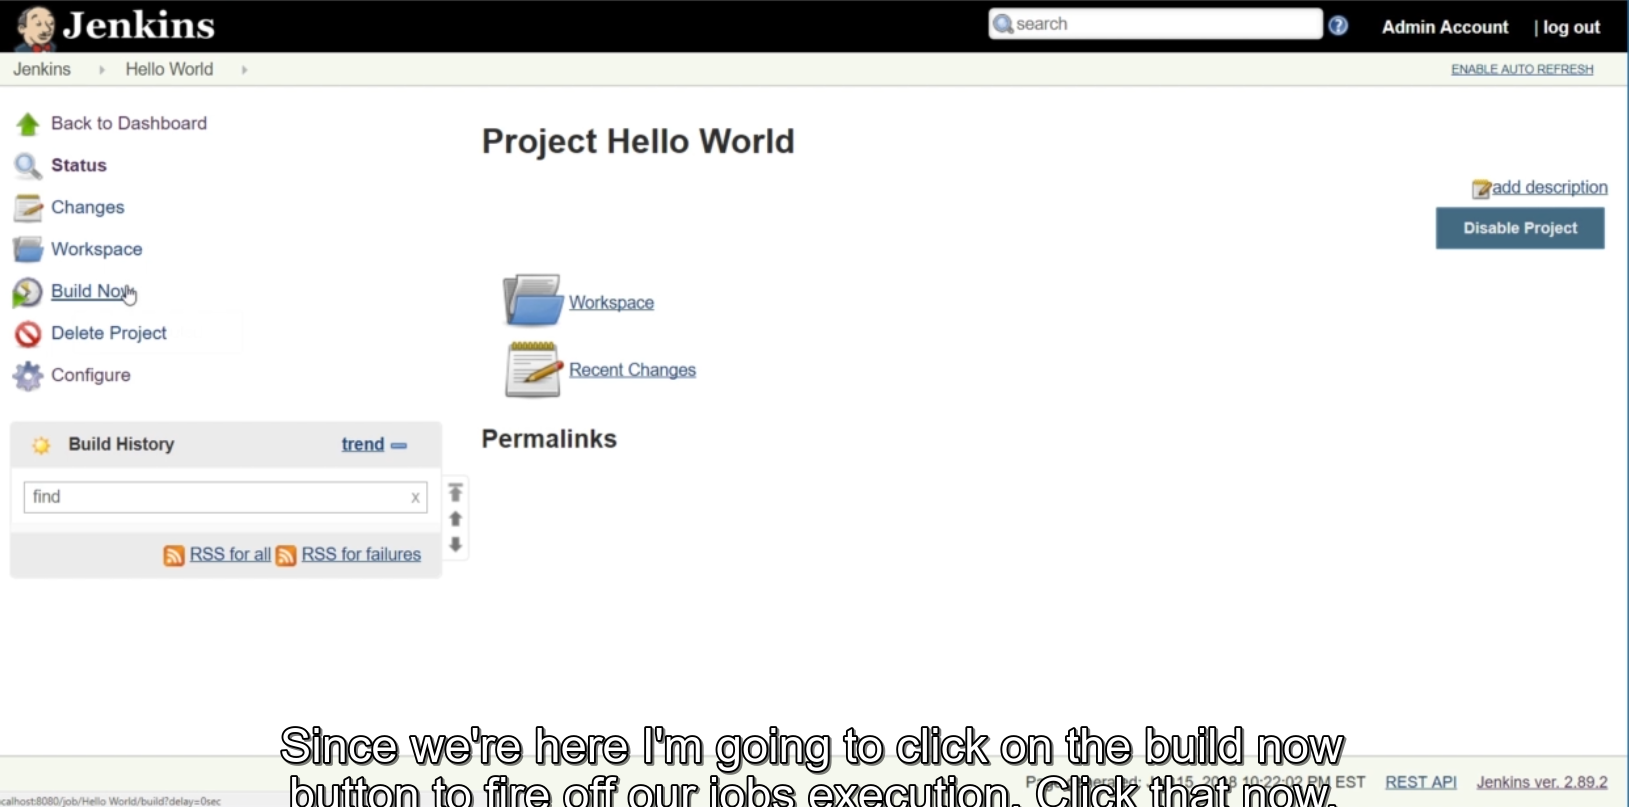 Jenkins
search
Admin Account | log out
Jenkins Hello World
ENABLE AUTO REFRESH
Back to Dashboard
Status
Changes
Workspace
Build Now
Delete Project
Configure
Build History trend
find x
RSS for all RSS for failures
Project Hello World
add description
Disable Project
Workspace
Recent Changes
Permalinks
Since we're here I'm going to click on the build now
button to fire off our jobs execution. Click that now.
10:22:02 PM EST REST API Jenkins ver. 2.89.2
calhost:8080/job/Hello World/build?delay=0sec